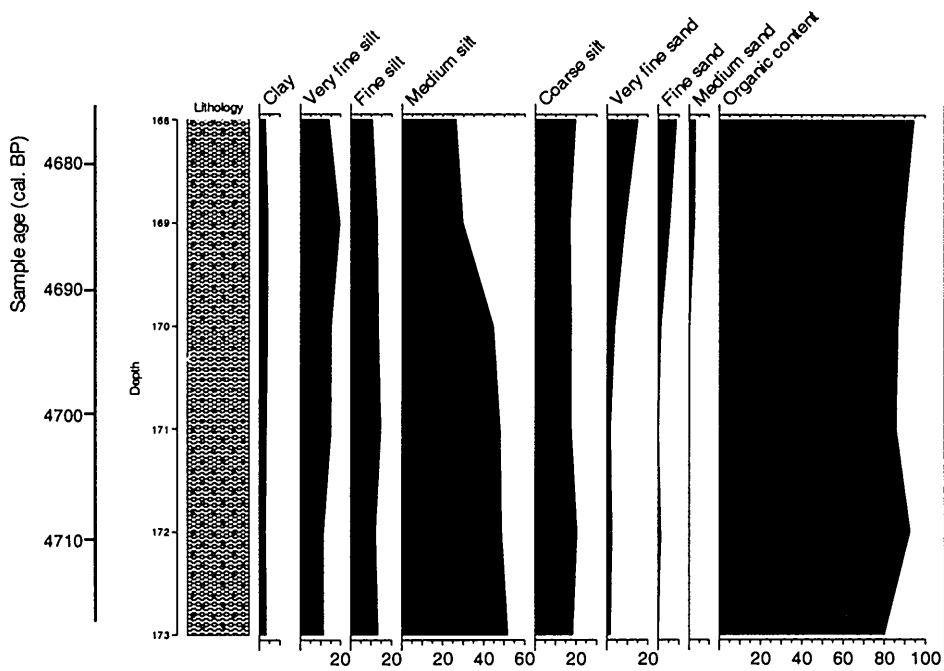 Clay
Very fine silt
Fine silt
Medium silt
Coarse silt
Very fine sand
Fine sand
Medium sand
Organic content
Lithology
Sample age (cal. BP)
4680
4690
4700
4710
Depth
168
169
170
171
172
173
20
20
20
40
60
20
20
20
40
60
80
100